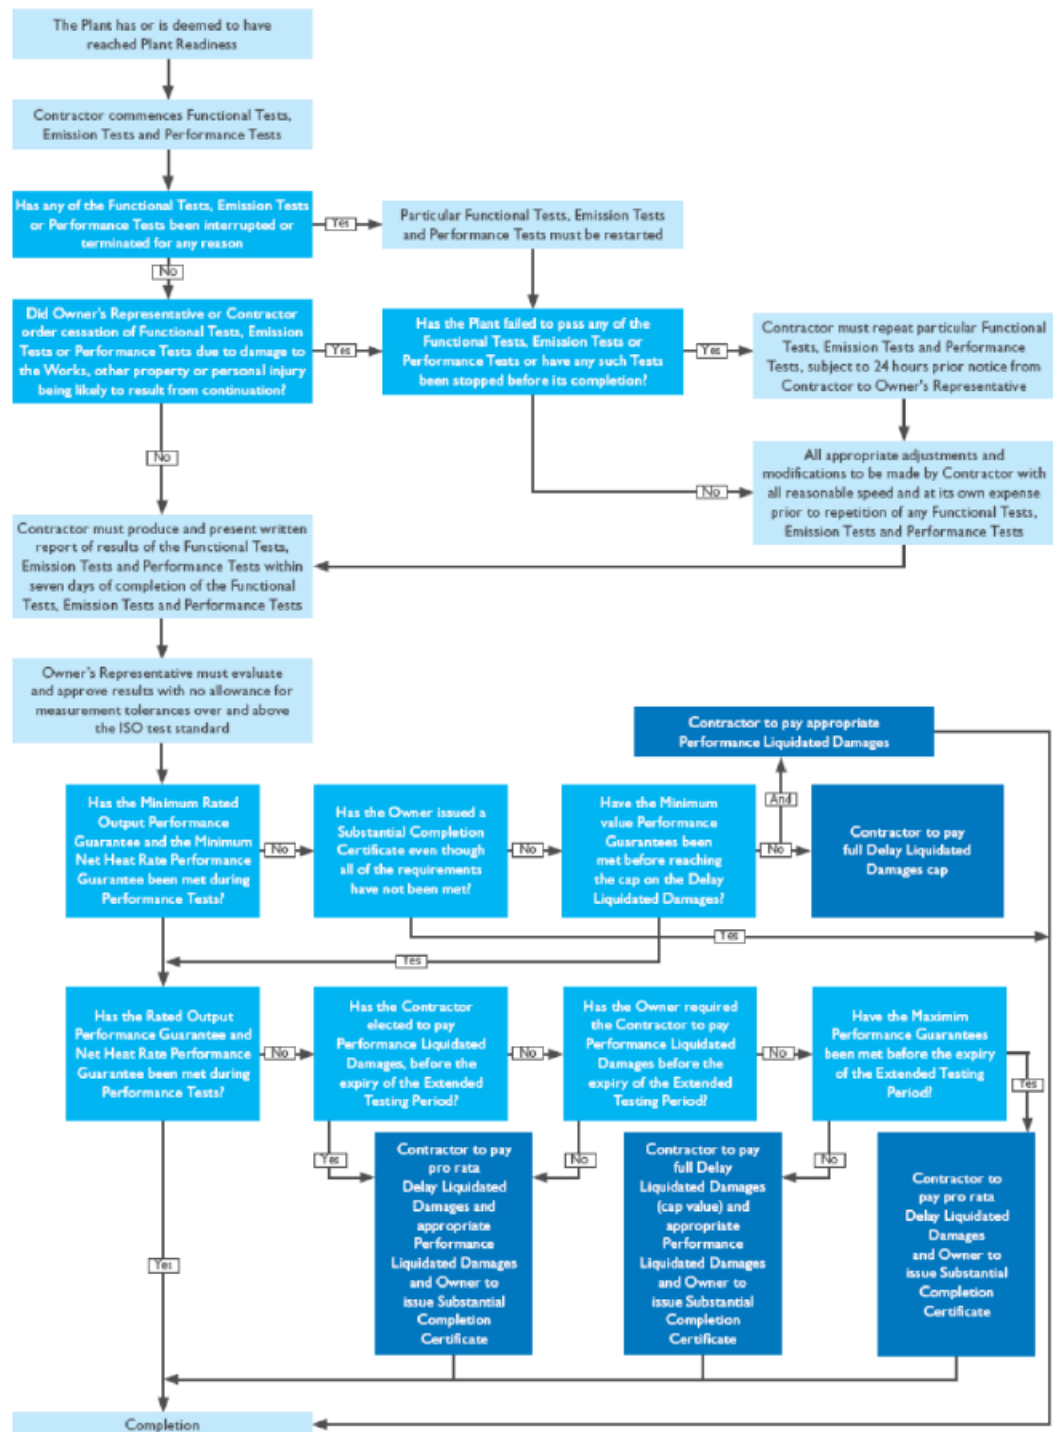 The Plant has or is deemed to have
reached Plant Readiness
Contractor commences Functional Tests,
Emission Tests and Performance Tests
Has any of the Functional Tests, Emission Tests
or Performance Tests been interrupted or
terminated for any reason
Yes
Particular Functional Tests, Emission Tests
and Performance Tests must be restarted
No
Did Owner's Representative or Contractor
order cessation of Functional Tests, Emission
Tests or Performance Tests due to damage to
the Works, other property or personal injury
being likely to result from continuation?
Yes
Has the Plant failed to pass any of the
Functional Tests, Emission Tests or
Performance Tests or have any such Tests
been stopped before its completion?
Yes
Contractor must repeat particular Functional
Tests, Emission Tests and Performance
Tests, subject to 24 hours prior notice from
Contractor to Owner's Representative
No
No
All appropriate adjustments and
modifications to be made by Contractor with
all reasonable speed and at its own expense
prior to repetition of any Functional Tests,
Emission Tests and Performance Tests
Contractor must produce and present written
report of results of the Functional Tests,
Emission Tests and Performance Tests within
seven days of completion of the Functional
Tests, Emission Tests and Performance Tests
Owner's Representative must evaluate
and approve results with no allowance for
measurement tolerances over and above
the ISO test standard
Contractor to pay appropriate
Performance Liquidated Damages
Has the Minimum Rated
Output Performance
Guarantee and the Minimum
Net Heat Rate Performance
Guarantee been met during
Performance Tests?
No
Has the Owner issued a
Substantial Completion
Certificate even though
all of the requirements
have not been met?
No
Have the Minimum
value Performance
Guarantees been
met before reaching
the cap on the Delay
Liquidated Damages?
And
No
Contractor to pay
full Delay Liquidated
Damages cap
Yes
Yes
Has the Rated Output
Performance Guarantee and
Net Heat Rate Performance
Guarantee been met during
Performance Tests?
No
Has the Contractor
elected to pay
Performance Liquidated
Damages, before the
expiry of the Extended
Testing Period?
No
Has the Owner required
the Contractor to pay
Performance Liquidated
Damages before the
expiry of the Extended
Testing Period?
No
Have the Maximim
Performance Guarantees
been met before the expiry
of the Extended Testing
Period?
Yes
Yes
No
No
Contractor to pay
pro rata
Delay Liquidated
Damages and
appropriate
Performance
Liquidated Damages
and Owner to
issue Substantial
Completion
Certificate
Contractor to pay
full Delay
Liquidated Damages
(cap value) and
appropriate
Performance
Liquidated Damages
and Owner to
issue Substantial
Completion
Certificate
Contractor to
pay pro rata
Delay Liquidated
Damages
and Owner to
issue Substantial
Completion
Certificate
Yes
Completion